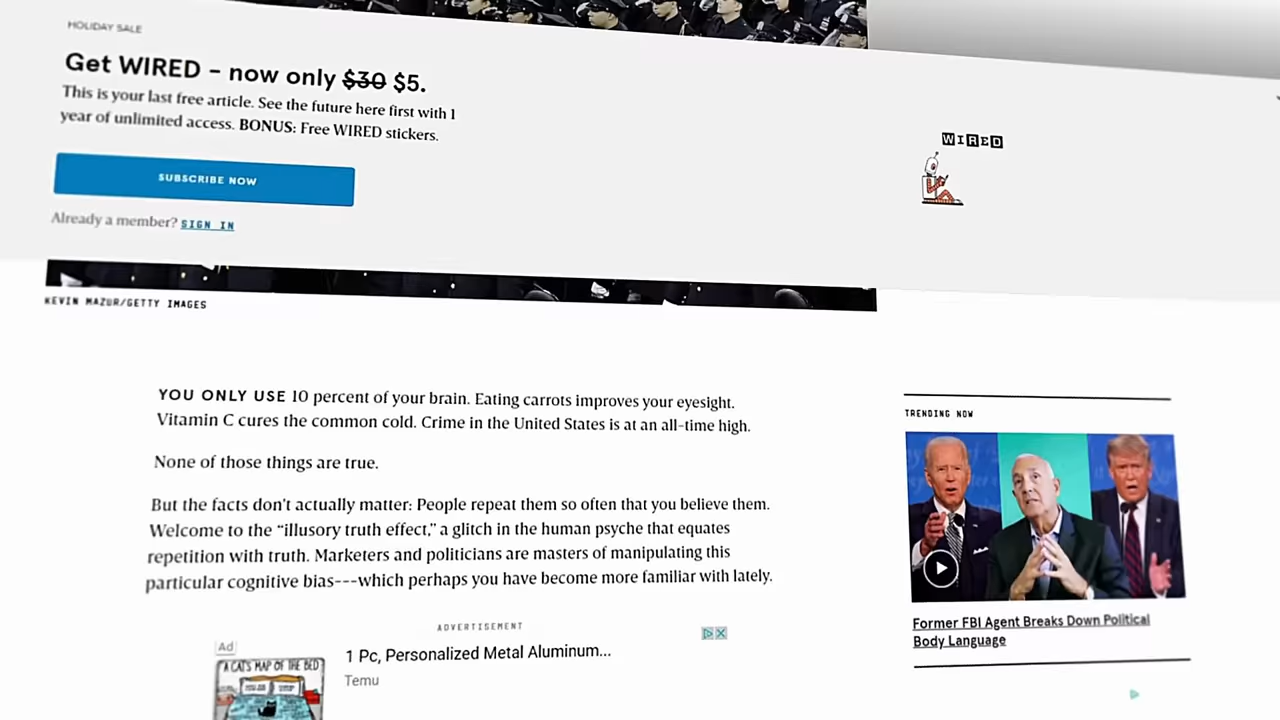 HOLIDAY SALE
Get WIRED – now only $30 $5.
This is your last free article. See the future here first with 1
year of unlimited access. BONUS: Free WIRED stickers.
SUBSCRIBE NOW
Already a member? SIGN IN
WIRED
KEVIN MAZUR/GETTY IMAGES
YOU ONLY USE 10 percent of your brain. Eating carrots improves your eyesight.
Vitamin C cures the common cold. Crime in the United States is at an all-time high.
None of those things are true.
But the facts don't actually matter: People repeat them so often that you believe them.
Welcome to the “illusory truth effect,” a glitch in the human psyche that equates
repetition with truth. Marketers and politicians are masters of manipulating this
particular cognitive bias---which perhaps you have become more familiar with lately.
TRENDING NOW
Former FBI Agent Breaks Down Political
Body Language
ADVERTISEMENT
Ad
A CAT'S MAP OF THE BED
1 Pc, Personalized Metal Aluminum...
Temu